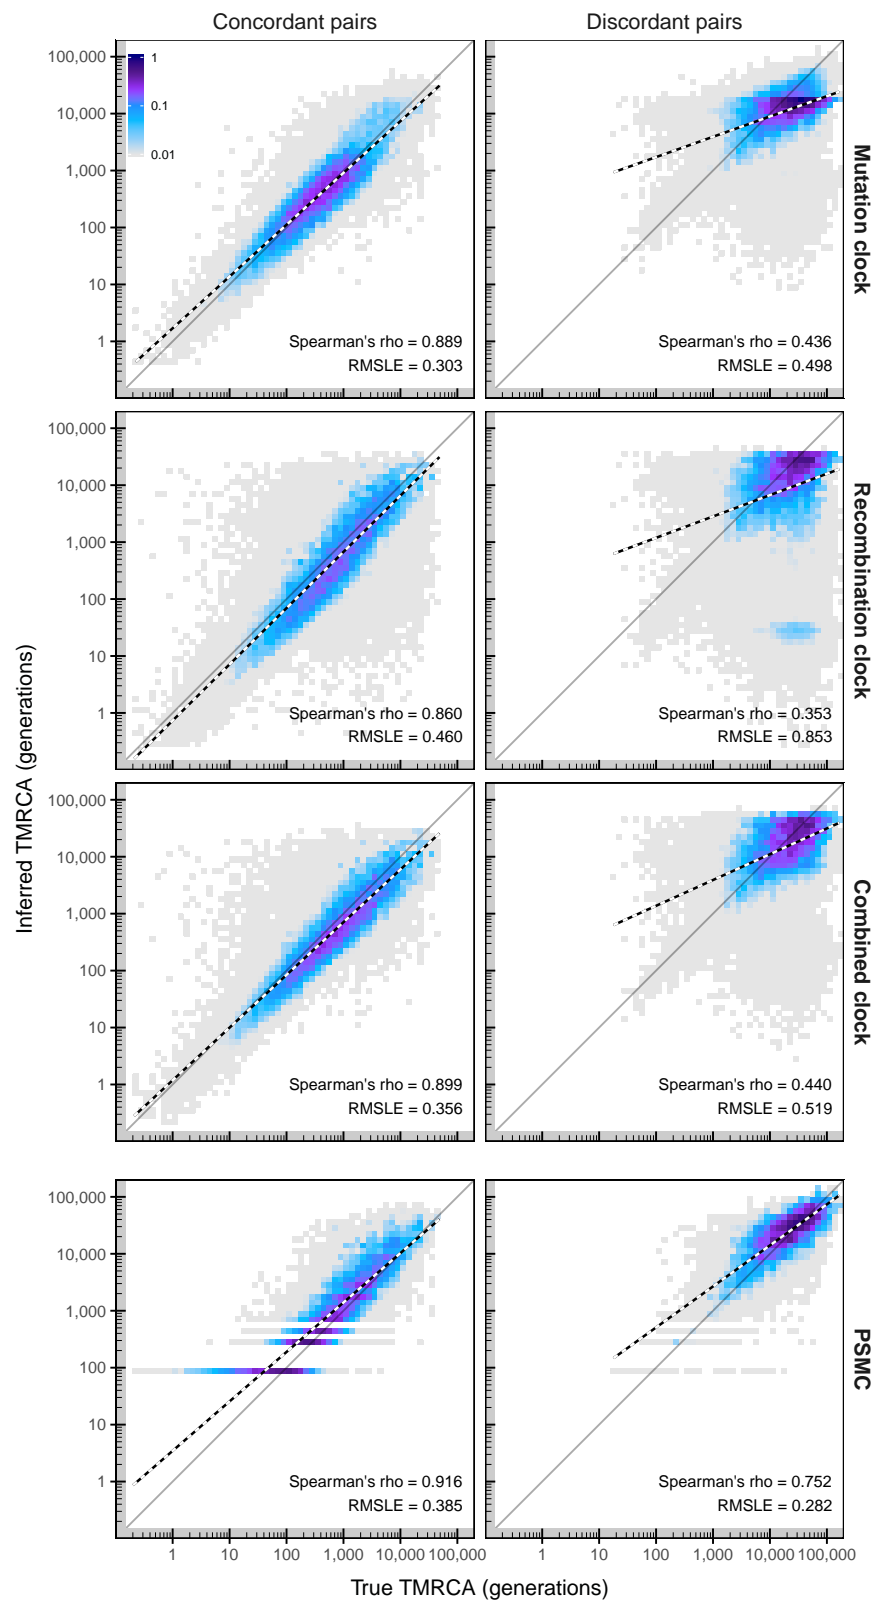 Concordant pairs
Discordant pairs
100,000
10,000
1,000
100
10
1
1
0.1
0.01
Spearman's rho = 0.889
RMSLE = 0.303
Spearman's rho = 0.436
RMSLE = 0.498
Mutation clock
100,000
10,000
1,000
100
10
1
Spearman's rho = 0.860
RMSLE = 0.460
Spearman's rho = 0.353
RMSLE = 0.853
Recombination clock
Inferred TMRCA (generations)
100,000
10,000
1,000
100
10
1
Spearman's rho = 0.899
RMSLE = 0.356
Spearman's rho = 0.440
RMSLE = 0.519
Combined clock
100,000
10,000
1,000
100
10
1
Spearman's rho = 0.916
RMSLE = 0.385
Spearman's rho = 0.752
RMSLE = 0.282
PSMC
1 10 100 1,000 10,000 100,000
1 10 100 1,000 10,000 100,000
True TMRCA (generations)